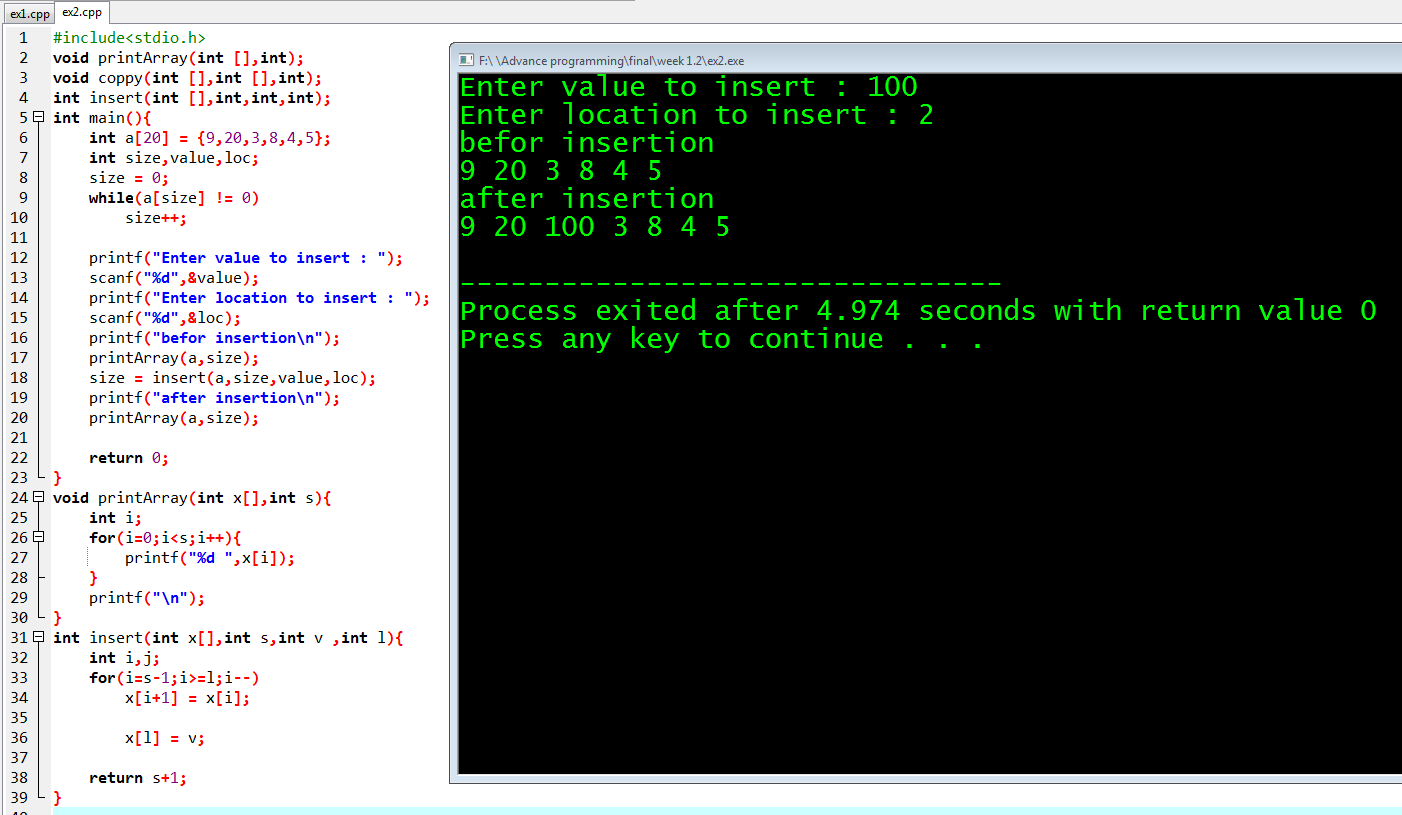 ex1.cpp ex2.cpp
1 #include<stdio.h>
2 void printArray(int [],int);
3 void coppy(int [],int [],int);
4 int insert(int [],int,int,int);
5 int main(){
6 int a[20] = {9,20,3,8,4,5};
7 int size,value,loc;
8 size = 0;
9 while(a[size] != 0)
10 size++;
11
12 printf("Enter value to insert : ");
13 scanf("%d",&value);
14 printf("Enter location to insert : ");
15 scanf("%d",&loc);
16 printf("befor insertion\n");
17 printArray(a,size);
18 size = insert(a,size,value,loc);
19 printf("after insertion\n");
20 printArray(a,size);
21
22 return 0;
23 }
24 void printArray(int x[],int s){
25 int i;
26 for(i=0;i<s;i++){
27 printf("%d ",x[i]);
28 }
29 printf("\n");
30 }
31 int insert(int x[],int s,int v ,int l){
32 int i,j;
33 for(i=s-1;i>=l;i--)
34 x[i+1] = x[i];
35
36 x[l] = v;
37
38 return s+1;
39 }
F:\ \Advance programming\final\week 1.2\ex2.exe
Enter value to insert : 100
Enter location to insert : 2
befor insertion
9 20 3 8 4 5
after insertion
9 20 100 3 8 4 5
--------------------------------
Process exited after 4.974 seconds with return value 0
Press any key to continue . . .